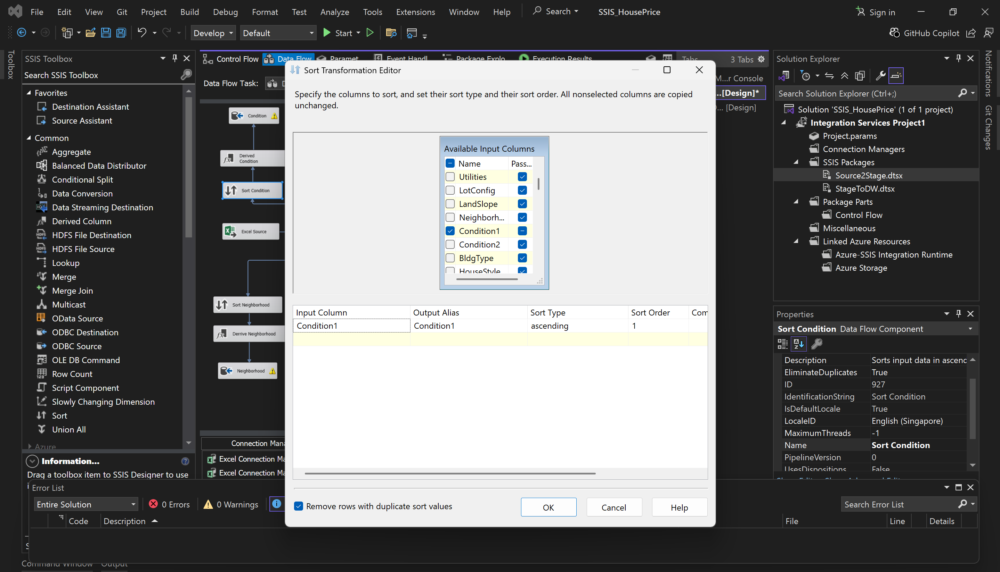 File Edit View Git Project Build Debug Format Test Analyze Tools Extensions Window Help Search SSIS_HousePrice Sign in
Develop Default Start GitHub Copilot
Toolbox
SSIS Toolbox
Search SSIS Toolbox
Favorites
Destination Assistant
Source Assistant
Common
Aggregate
Balanced Data Distributor
Conditional Split
Data Conversion
Data Streaming Destination
Derived Column
HDFS File Destination
HDFS File Source
Lookup
Merge
Merge Join
Multicast
OData Source
ODBC Destination
ODBC Source
OLE DB Command
Row Count
Script Component
Slowly Changing Dimension
Sort
Union All
Azure
Information...
Drag a toolbox item to SSIS Designer to use
Control Flow Data Flow Paramet Event Handl Package Explo Execution Results Tabs 3 Tabs
Data Flow Task:
M...r Console
...[Design]*
... [Design]
Condition
Derived
Condition
Sort Condition
Excel Source
Sort Neighborhood
Derrive Neighborhood
Neighborhood
Connection Mana
Excel Connection Ma
Excel Connection Ma
Sort Transformation Editor
Specify the columns to sort, and set their sort type and their sort order. All nonselected columns are copied
unchanged.
Available Input Columns
Name Pass...
Utilities
LotConfig
LandSlope
Neighborh...
Condition1
Condition2
BldgType
HouseStyle
Input Column Output Alias Sort Type Sort Order Com
Condition1 Condition1 ascending 1
Remove rows with duplicate sort values
OK Cancel Help
Solution Explorer
Search Solution Explorer (Ctrl+;)
Solution 'SSIS_HousePrice' (1 of 1 project)
Integration Services Project1
Project.params
Connection Managers
SSIS Packages
Source2Stage.dtsx
StageToDW.dtsx
Package Parts
Control Flow
Miscellaneous
Linked Azure Resources
Azure-SSIS Integration Runtime
Azure Storage
Notifications
Git Changes
Properties
Sort Condition Data Flow Component
Description Sorts input data in ascend
EliminateDuplicates True
ID 927
IdentificationString Sort Condition
IsDefaultLocale True
LocaleID English (Singapore)
MaximumThreads -1
Name Sort Condition
PipelineVersion 0
UsesDispositions False
Error List
Entire Solution 0 Errors 0 Warnings Search Error List
Code Description File Line Details
Command Window Output